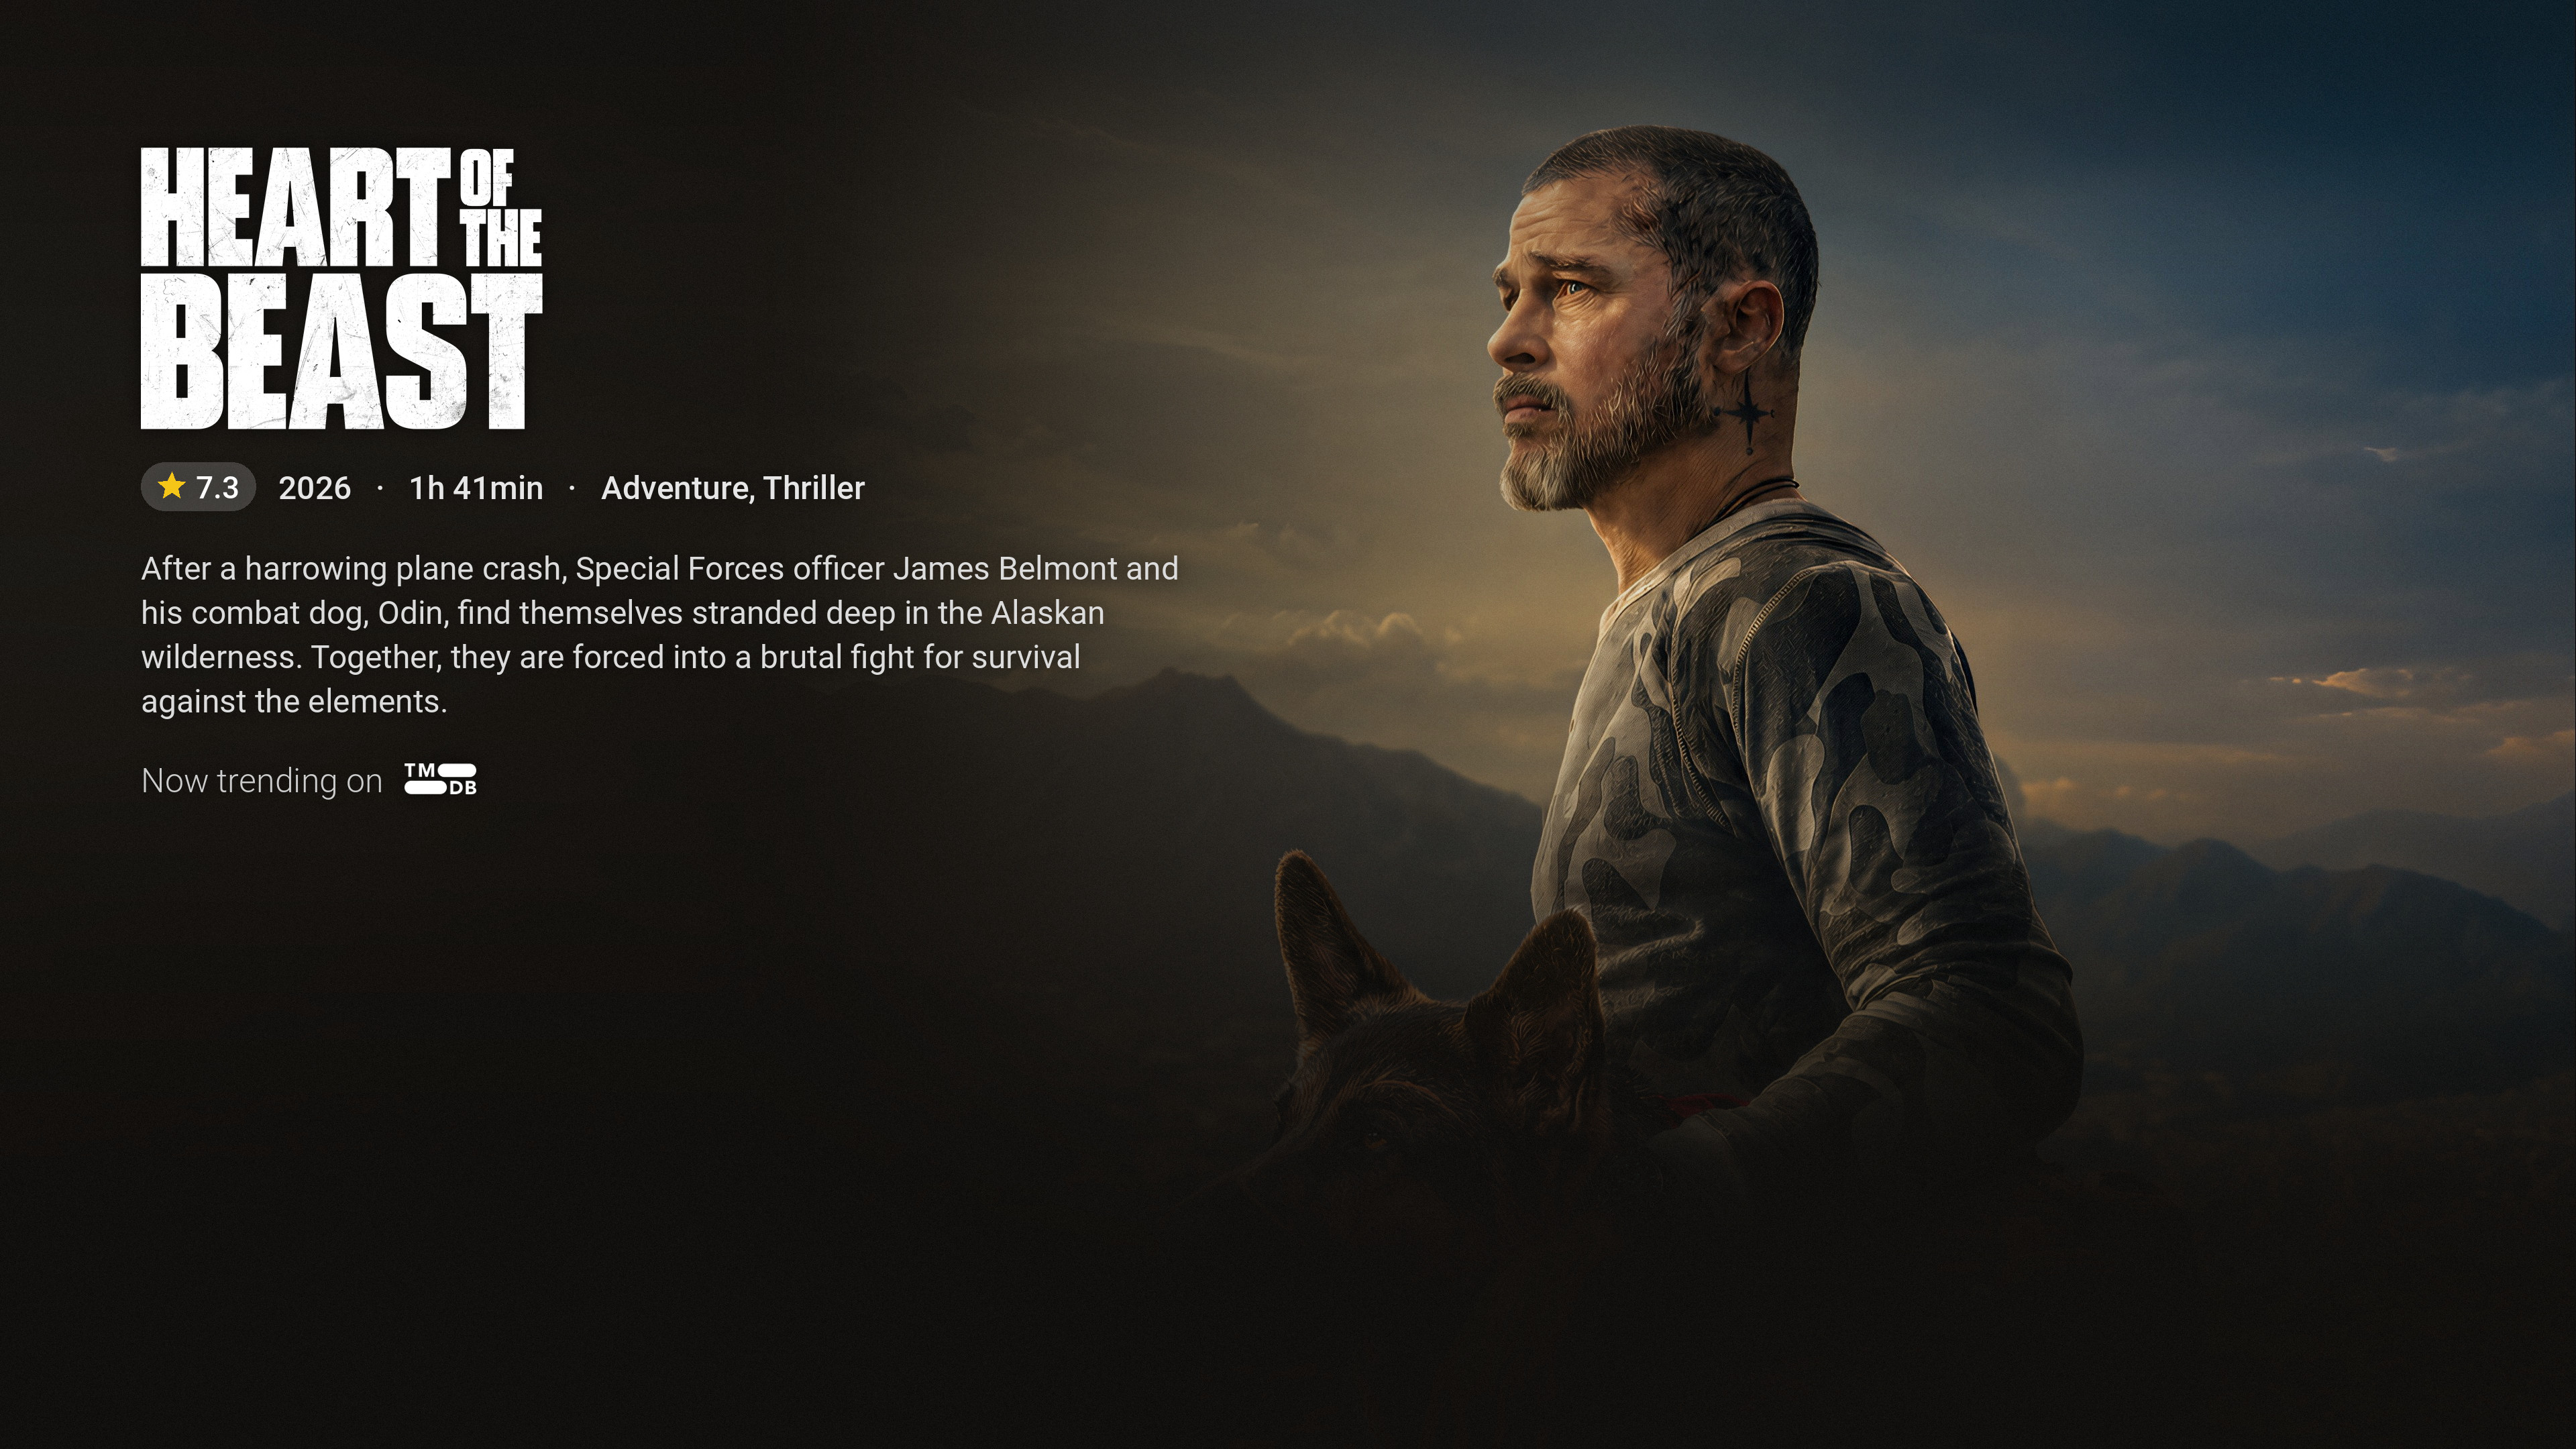 HEART OF THE
BEAST
7.3 2026 · 1h 41min · Adventure, Thriller
After a harrowing plane crash, Special Forces officer James Belmont and
his combat dog, Odin, find themselves stranded deep in the Alaskan
wilderness. Together, they are forced into a brutal fight for survival
against the elements.
Now trending on TMDB